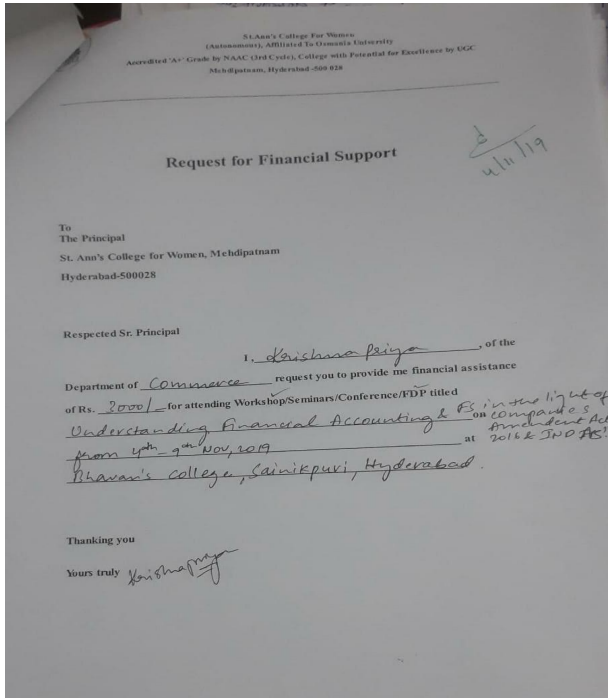 St.Ann's College For Women
(Autonomous), Affiliated To Osmania University
Accredited 'A+' Grade by NAAC (3rd Cycle), College with Potential for Excellence by UGC
Mehdipatnam, Hyderabad -500 028
4/11/19
Request for Financial Support
To
The Principal
St. Ann's College for Women, Mehdipatnam
Hyderabad-500028
Respected Sr. Principal
I, Krishna Priya, of the
Department of Commerce request you to provide me financial assistance
of Rs. 3000/- for attending Workshop/Seminars/Conference/FDP titled
Understanding Financial Accounting & FS in the light of
on Companies Amendment Act
from 4th - 9th Nov, 2019 at 2016 & IND AS'
Bhavan's college, Sainikpuri, Hyderabad.
Thanking you
Yours truly Krishnapriya